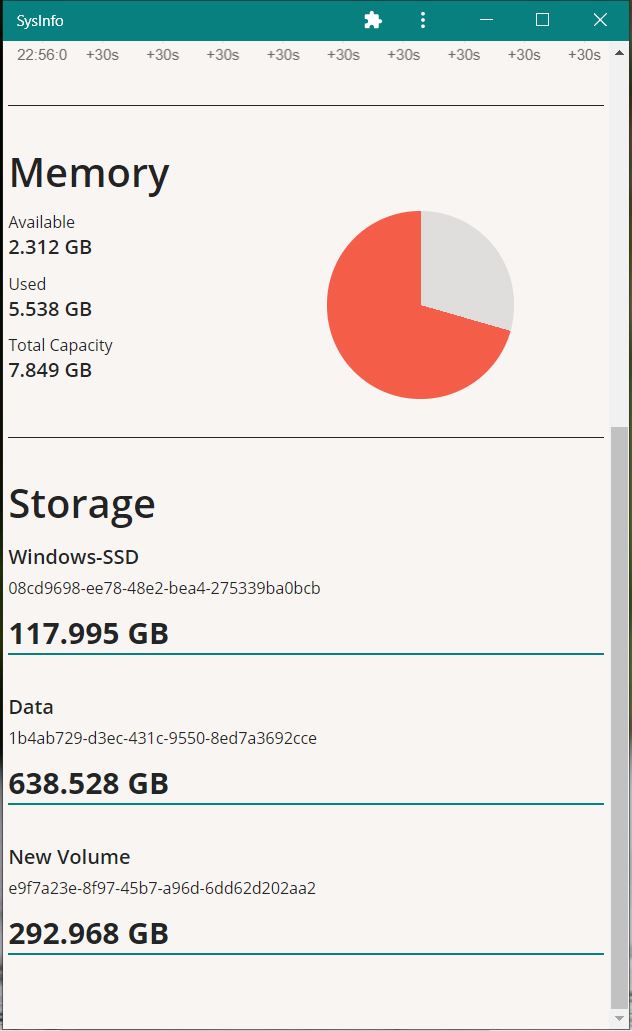 SysInfo
22:56:0 +30s +30s +30s +30s +30s +30s +30s +30s +30s
Memory
Available
2.312 GB
Used
5.538 GB
Total Capacity
7.849 GB
Storage
Windows-SSD
08cd9698-ee78-48e2-bea4-275339ba0bcb
117.995 GB
Data
1b4ab729-d3ec-431c-9550-8ed7a3692cce
638.528 GB
New Volume
e9f7a23e-8f97-45b7-a96d-6dd62d202aa2
292.968 GB